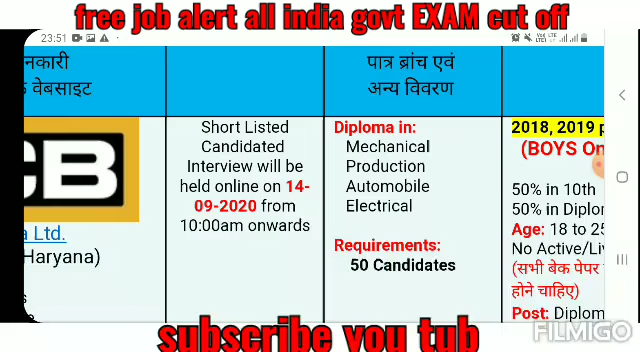 free job alert all india govt EXAM cut off
23:51
नकारी
वेबसाइट
पात्र ब्रांच एवं
अन्य विवरण
CB
a Ltd.
Haryana)
Short Listed
Candidated
Interview will be
held online on 14-
09-2020 from
10:00am onwards
Diploma in:
Mechanical
Production
Automobile
Electrical
Requirements:
50 Candidates
2018, 2019 p
(BOYS On
50% in 10th
50% in Diplor
Age: 18 to 25
No Active/Liv
(सभी बेक पेपर
होने चाहिए)
Post: Diplom
FILMIGO
subscribe you tub